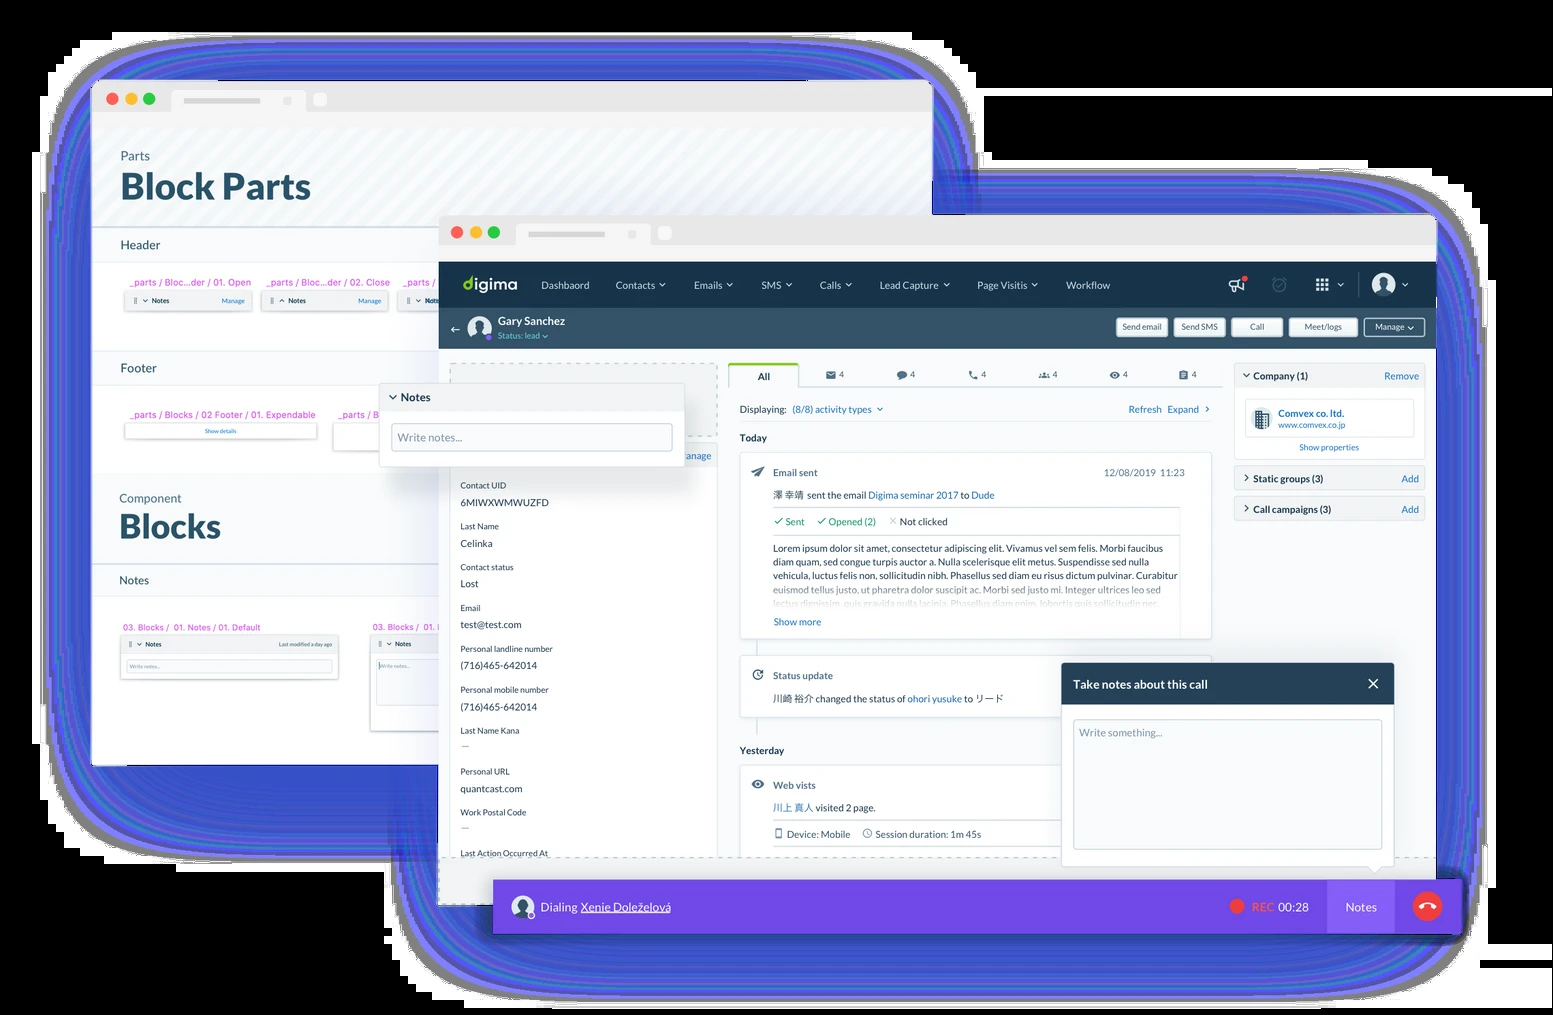 Parts
Block Parts
Header
_parts / Bloc...der / 01. Open
_parts / Bloc...der / 02. Close
_parts /
Notes
Manage
Notes
Manage
Footer
_parts / Blocks / 02 Footer / 01. Expendable
_parts / B
Show details
Component
Blocks
Notes
03. Blocks / 01. Notes / 01. Default
03. Blocks / 01.
Notes
Last modified a day ago
Write notes...
Notes
Write notes...
Notes
Write notes...
digima
Dashbaord
Contacts
Emails
SMS
Calls
Lead Capture
Page Visitis
Workflow
Gary Sanchez
Status: lead
Send email
Send SMS
Call
Meet/logs
Manage
anage
Contact UID
6MIWXWMWUZFD
Last Name
Celinka
Contact status
Lost
Email
test@test.com
Personal landline number
(716)465-642014
Personal mobile number
(716)465-642014
Last Name Kana
—
Personal URL
quantcast.com
Work Postal Code
—
Last Action Occurred At
All
4
4
4
4
4
4
Displaying: (8/8) activity types
Refresh
Expand
Today
Email sent
12/08/2019 11:23
澤 幸靖 sent the email Digima seminar 2017 to Dude
Sent
Opened (2)
Not clicked
Lorem ipsum dolor sit amet, consectetur adipiscing elit. Vivamus vel sem felis. Morbi faucibus
diam quam, sed congue turpis auctor a. Nulla scelerisque elit metus. Suspendisse sed nulla
vehicula, luctus felis non, sollicitudin nibh. Phasellus sed diam eu risus dictum pulvinar. Curabitur
euismod tellus justo, ut pharetra dolor suscipit ac. Morbi sed justo mi. Integer ultrices leo sed
lectus dignissim, quis gravida nulla lacinia. Phasellus diam enim, lobortis quis sollicitudin nec,
Show more
Status update
川崎 裕介 changed the status of ohori yusuke to リード
Yesterday
Web vists
川上 真人 visited 2 page.
Device: Mobile
Session duration: 1m 45s
Company (1)
Remove
Comvex co. ltd.
www.comvex.co.jp
Show properties
Static groups (3)
Add
Call campaigns (3)
Add
Take notes about this call
Write something...
Dialing Xenie Doleželová
REC 00:28
Notes